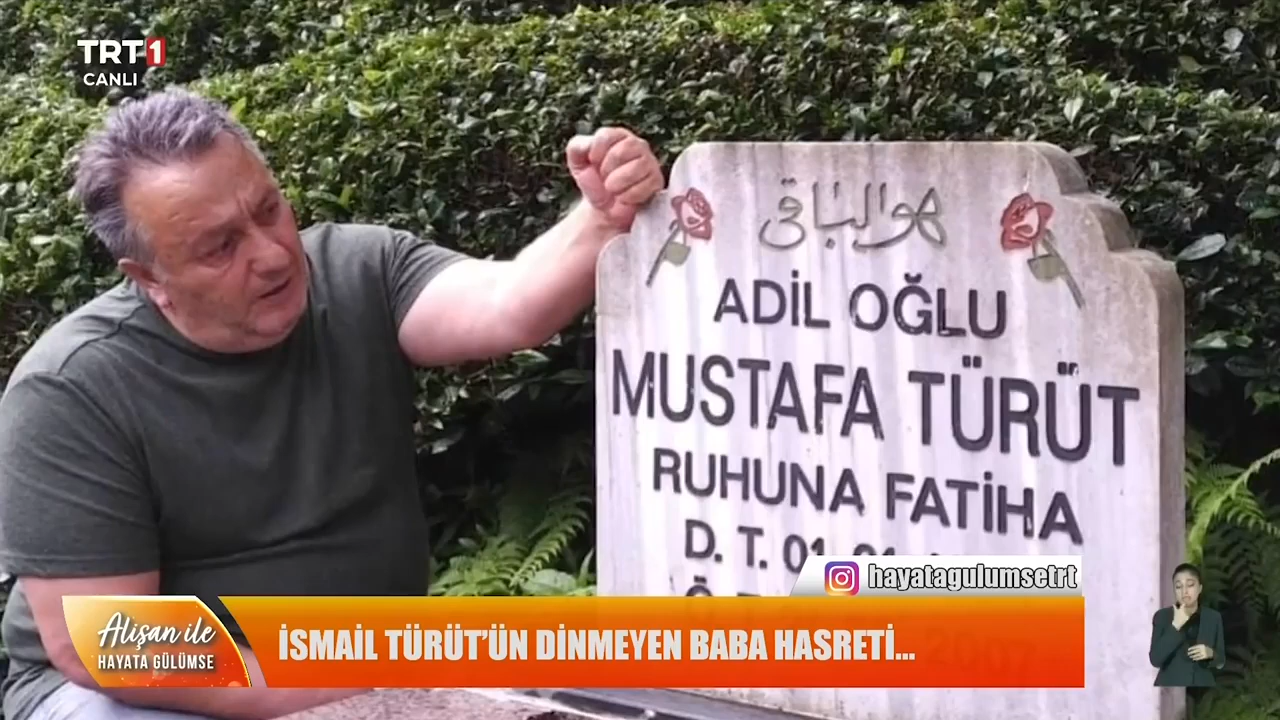 TRT1
CANLI
هو الباقي
ADİL OĞLU
MUSTAFA TÜRÜT
RUHUNA FATİHA
D. T. 01
hayatagulumsetrt
Alişan ile
HAYATA GÜLÜMSE
İSMAİL TÜRÜT'ÜN DİNMEYEN BABA HASRETİ...